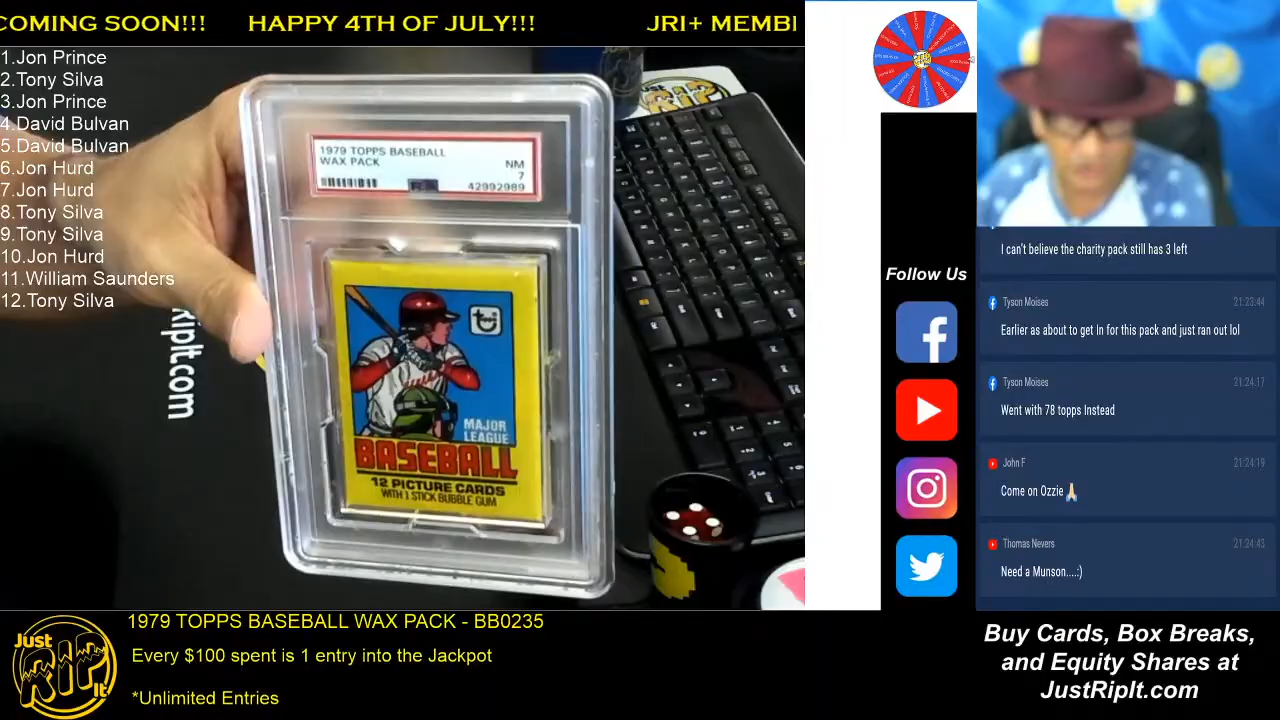 COMING SOON!!! HAPPY 4TH OF JULY!!! JRI+ MEMBI
1.Jon Prince
2.Tony Silva
3.Jon Prince
4.David Bulvan
5.David Bulvan
6.Jon Hurd
7.Jon Hurd
8.Tony Silva
9.Tony Silva
10.Jon Hurd
11.William Saunders
12.Tony Silva
RipIt.com
RIP
1979 TOPPS BASEBALL
WAX PACK
NM
7
42992989
topps
MAJOR
LEAGUE
BASEBALL
12 PICTURE CARDS
WITH 1 STICK BUBBLE GUM
Follow Us
I can't believe the charity pack still has 3 left
Tyson Moises 21:23:44
Earlier as about to get In for this pack and just ran out lol
Tyson Moises 21:24:17
Went with 78 topps Instead
John F 21:24:19
Come on Ozzie🙏
Thomas Nevers 21:24:43
Need a Munson....:)
Just
RIP
It
1979 TOPPS BASEBALL WAX PACK - BB0235
Every $100 spent is 1 entry into the Jackpot
*Unlimited Entries
Buy Cards, Box Breaks,
and Equity Shares at
JustRipIt.com